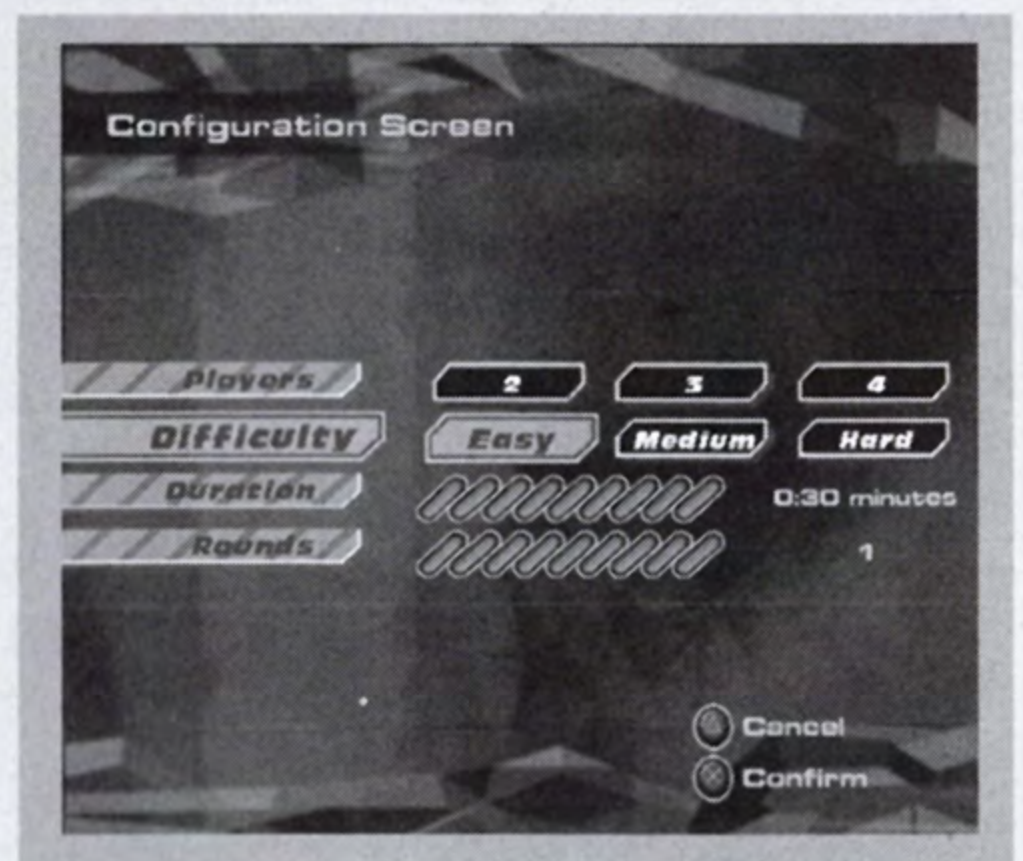 Configuration Screen
Players 2 3 4
Difficulty Easy Medium Hard
Duration 0:30 minutes
Rounds 1
Cancel
Confirm